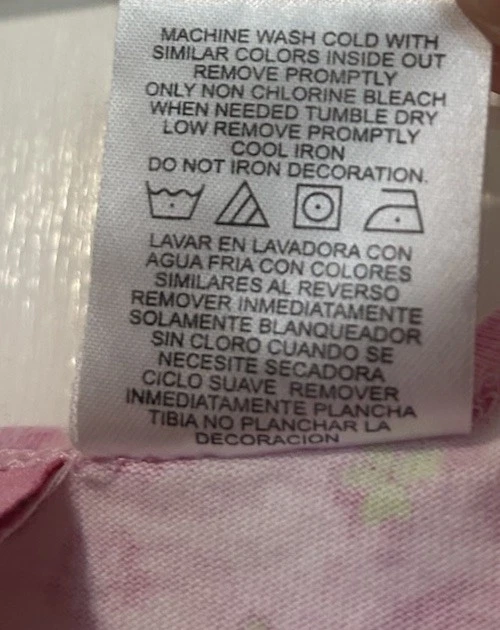 MACHINE WASH COLD WITH
SIMILAR COLORS INSIDE OUT
REMOVE PROMPTLY
ONLY NON CHLORINE BLEACH
WHEN NEEDED TUMBLE DRY
LOW REMOVE PROMPTLY
COOL IRON
DO NOT IRON DECORATION.
LAVAR EN LAVADORA CON
AGUA FRIA CON COLORES
SIMILARES AL REVERSO
REMOVER INMEDIATAMENTE
SOLAMENTE BLANQUEADOR
SIN CLORO CUANDO SE
NECESITE SECADORA
CICLO SUAVE REMOVER
INMEDIATAMENTE PLANCHA
TIBIA NO PLANCHAR LA
DECORACION